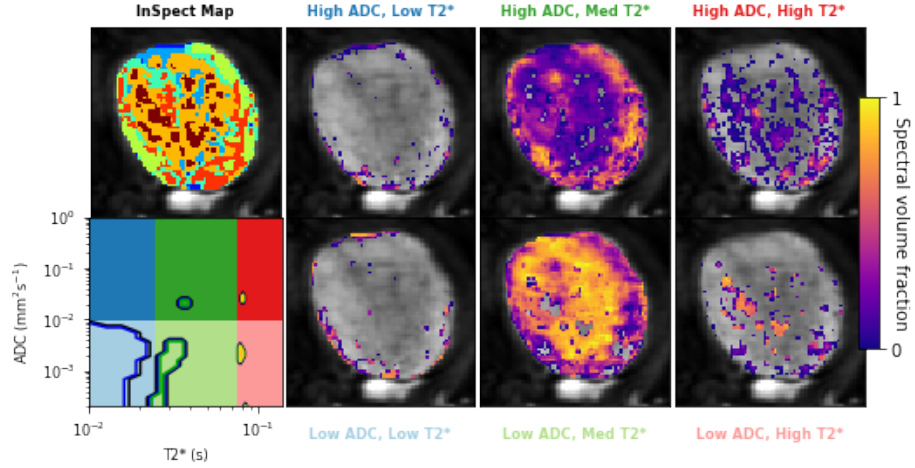 InSpect Map
High ADC, Low T2*
High ADC, Med T2*
High ADC, High T2*
1
Spectral volume fraction
0
10⁰
10⁻¹
10⁻²
10⁻³
ADC (mm²s⁻¹)
10⁻²
10⁻¹
T2* (s)
Low ADC, Low T2*
Low ADC, Med T2*
Low ADC, High T2*